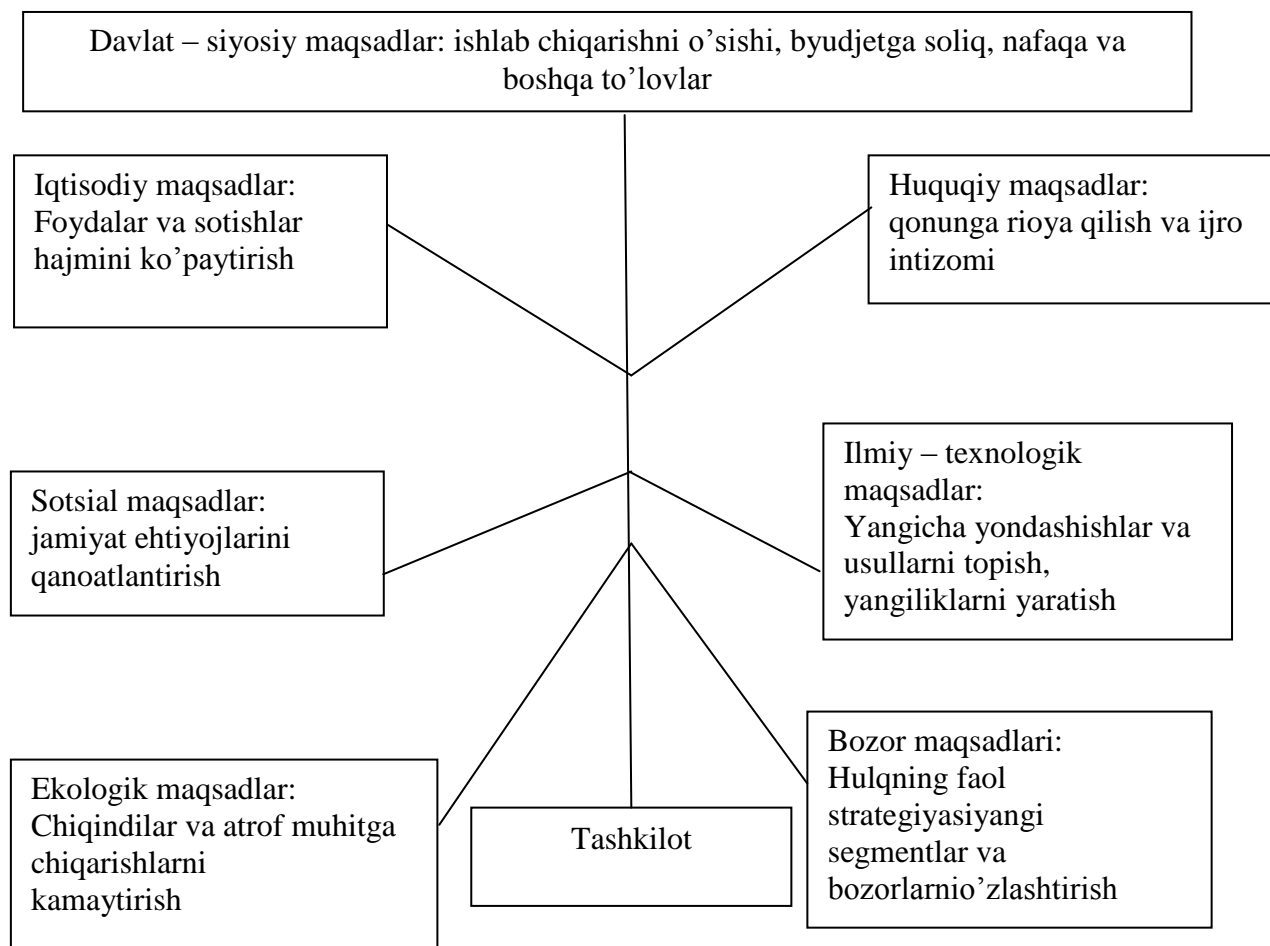 Davlat – siyosiy maqsadlar: ishlab chiqarishni o’sishi, byudjetga soliq, nafaqa va
boshqa to’lovlar
Iqtisodiy maqsadlar:
Foydalar va sotishlar
hajmini ko’paytirish
Huquqiy maqsadlar:
qonunga rioya qilish va ijro
intizomi
Sotsial maqsadlar:
jamiyat ehtiyojlarini
qanoatlantirish
Ilmiy – texnologik
maqsadlar:
Yangicha yondashishlar va
usullarni topish,
yangiliklarni yaratish
Ekologik maqsadlar:
Chiqindilar va atrof muhitga
chiqarishlarni
kamaytirish
Tashkilot
Bozor maqsadlari:
Hulqning faol
strategiyasiyangi
segmentlar va
bozorlarnio’zlashtirish